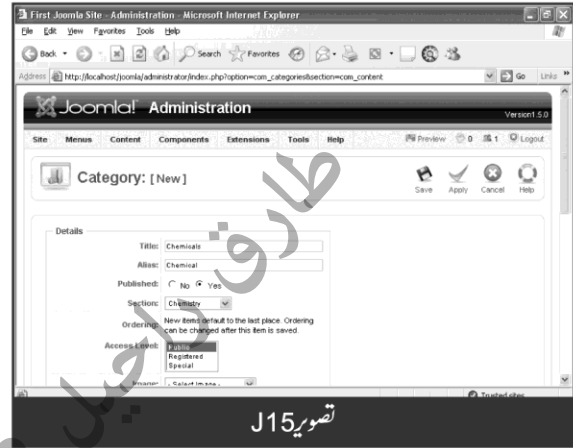 First Joomla Site - Administration - Microsoft Internet Explorer
File Edit View Favorites Tools Help
Back Search Favorites
Address http://localhost/joomla/administrator/index.php?option=com_categories&section=com_content Go Links »
Joomla! Administration
Version1.5.0
Site Menus Content Components Extensions Tools Help Preview 0 1 Logout
Category: [New] Save Apply Cancel Help
Details
Title: Chemicals
Alias: Chemical
Published: No Yes
Section: Chemistry
Ordering: New items default to the last place. Ordering
can be changed after this item is saved.
Access Level: Public
Registered
Special
Image: - Select Image -
Trusted sites
تصویر J15
طارق راحیل